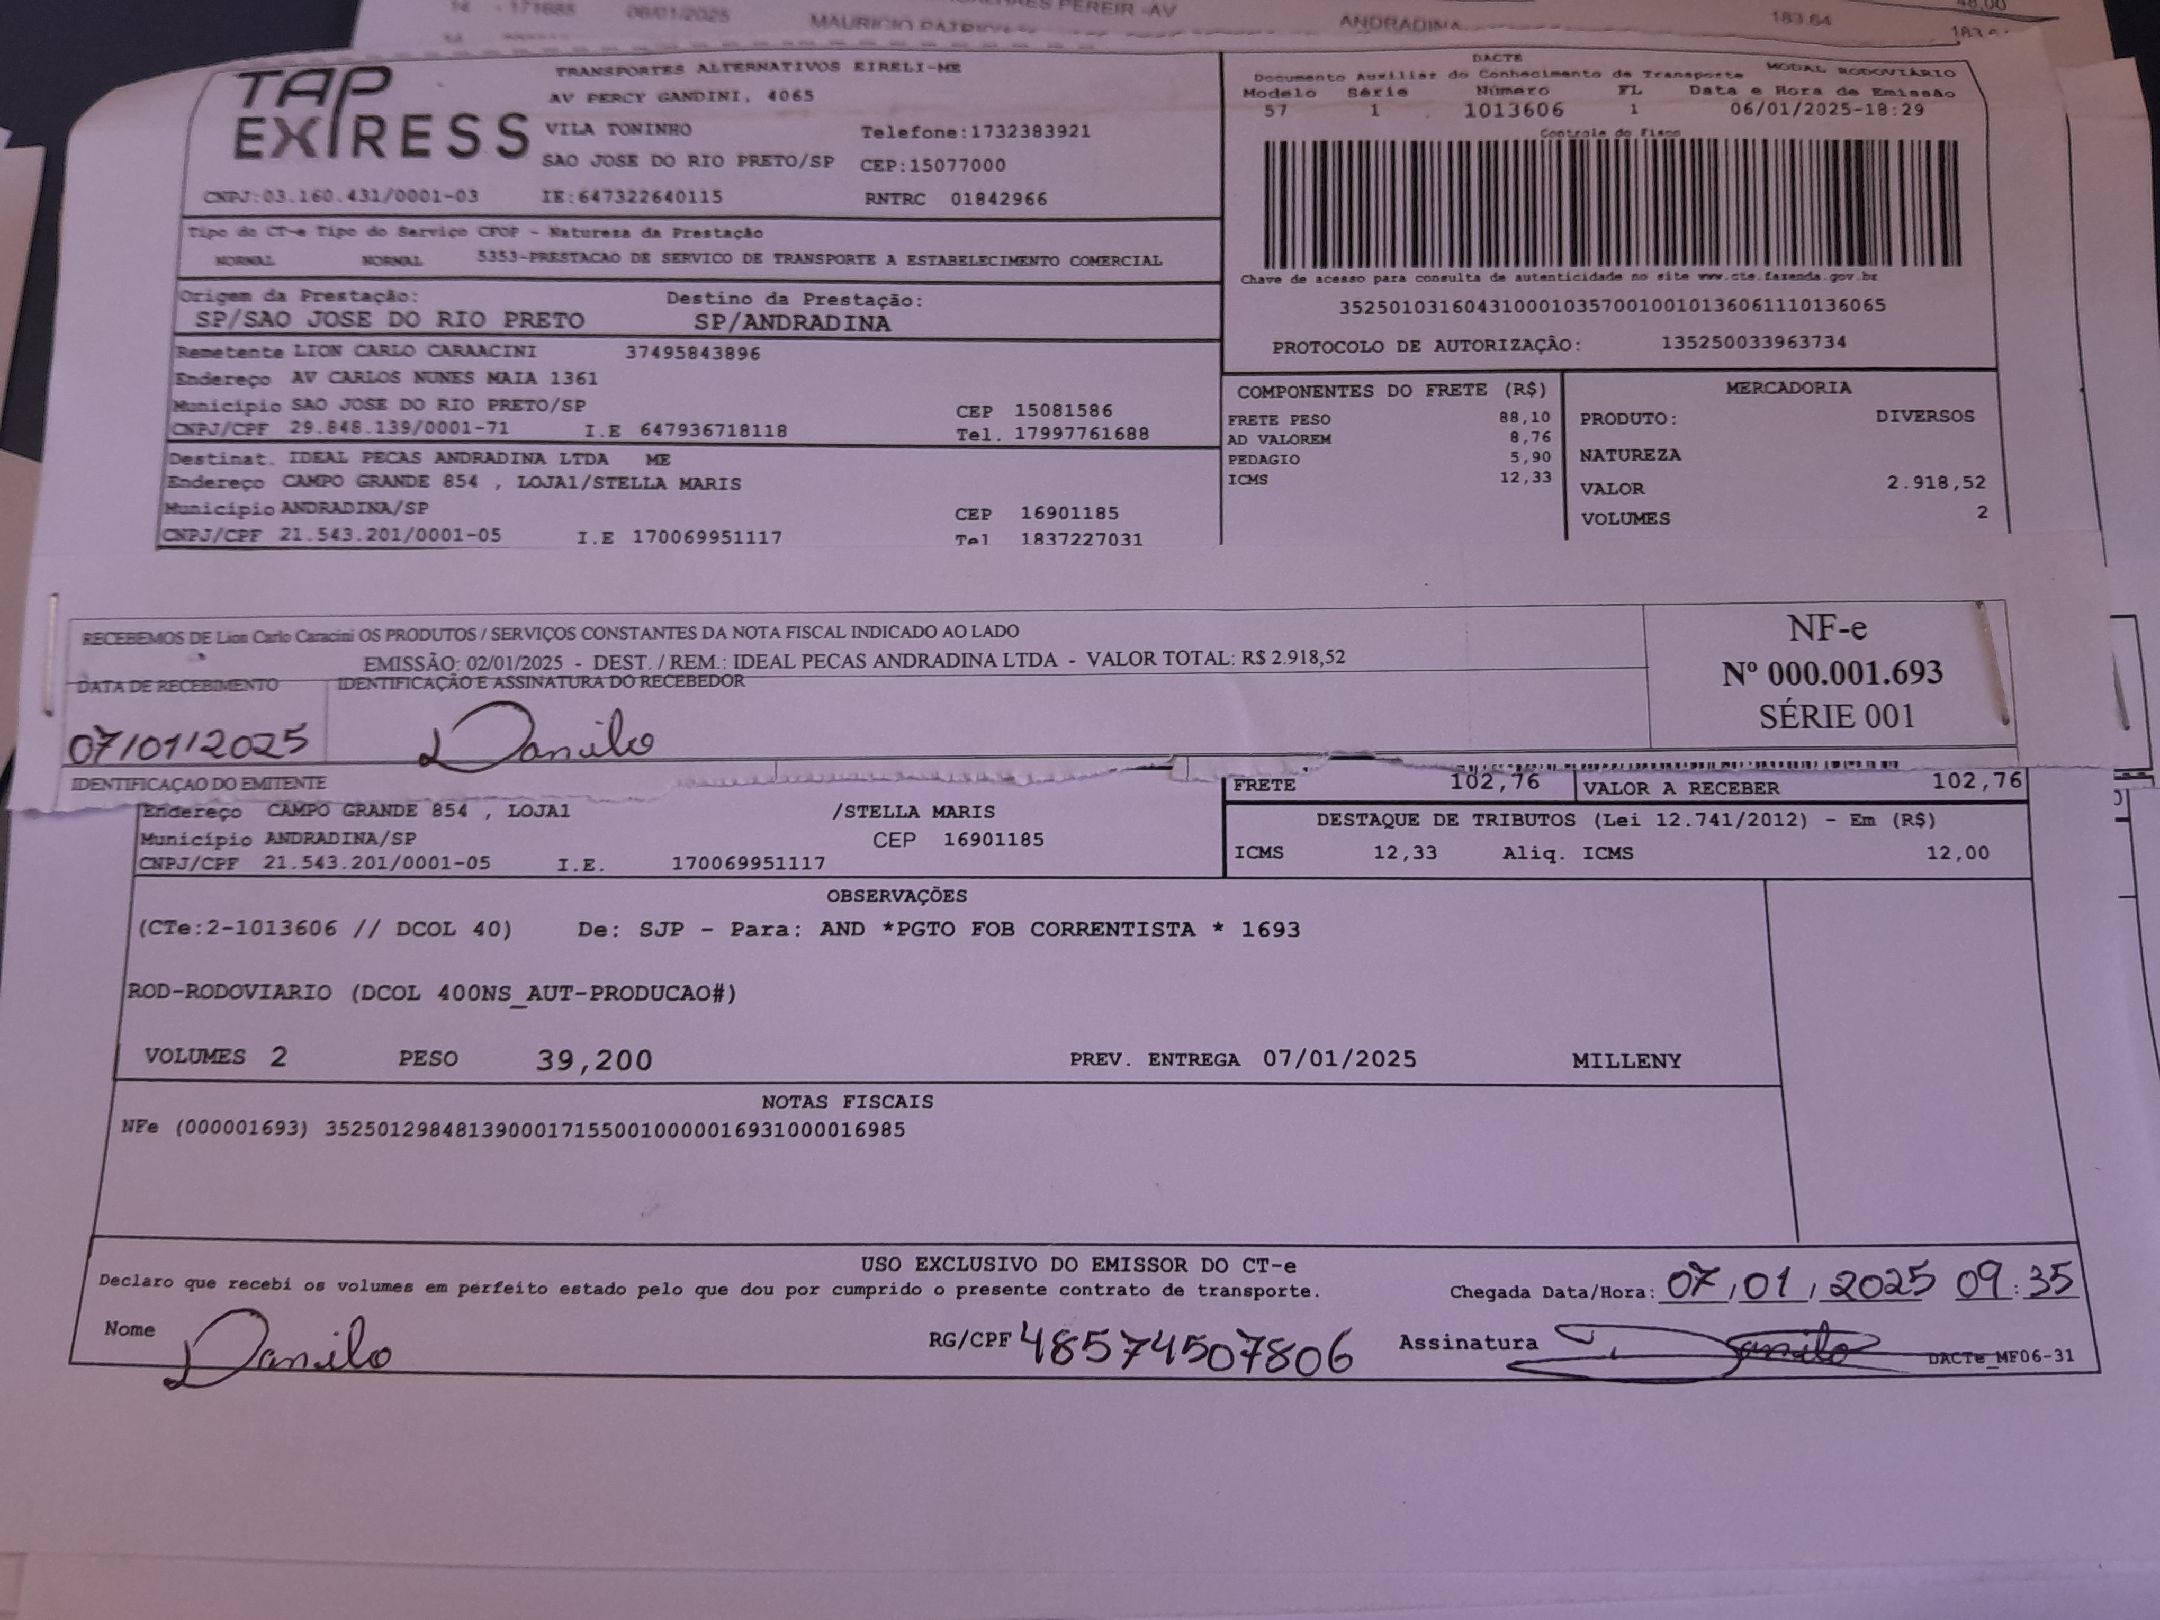 14 - 171685 06/01/2025 PEREIR -AV 48,00
MAURICIO ANDRADINA 183.64
TAP EXPRESS
TRANSPORTES ALTERNATIVOS EIRELI-ME
AV PERCY GANDINI, 4065
VILA TONINHO Telefone:1732383921
SAO JOSE DO RIO PRETO/SP CEP:15077000
CNPJ:03.160.431/0001-03 IE:647322640115 RNTRC 01842966
DACTE
Documento Auxiliar do Conhecimento de Transporte MODAL RODOVIÁRIO
Modelo Série Número FL Data e Hora de Emissão
57 1 1013606 1 06/01/2025-18:29
Controle do Fisco
Chave de acesso para consulta de autenticidade no site www.cte.fazenda.gov.br
35250103160431000103570010010136061110136065
PROTOCOLO DE AUTORIZAÇÃO: 135250033963734
Tipo do CT-e Tipo do Serviço CFOP - Natureza da Prestação
NORMAL NORMAL 5353-PRESTACAO DE SERVICO DE TRANSPORTE A ESTABELECIMENTO COMERCIAL
Origem da Prestação: Destino da Prestação:
SP/SAO JOSE DO RIO PRETO SP/ANDRADINA
Remetente LION CARLO CARAACINI 37495843896
Endereço AV CARLOS NUNES MAIA 1361
Município SAO JOSE DO RIO PRETO/SP CEP 15081586
CNPJ/CPF 29.848.139/0001-71 I.E 647936718118 Tel. 17997761688
Destinat. IDEAL PECAS ANDRADINA LTDA ME
Endereço CAMPO GRANDE 854 , LOJA1/STELLA MARIS
Município ANDRADINA/SP CEP 16901185
CNPJ/CPF 21.543.201/0001-05 I.E 170069951117 Tel 1837227031
COMPONENTES DO FRETE (R$)
FRETE PESO 88,10
AD VALOREM 8,76
PEDAGIO 5,90
ICMS 12,33
MERCADORIA
PRODUTO: DIVERSOS
NATUREZA
VALOR 2.918,52
VOLUMES 2
RECEBEMOS DE Lion Carlo Caracini OS PRODUTOS / SERVIÇOS CONSTANTES DA NOTA FISCAL INDICADO AO LADO
EMISSÃO: 02/01/2025 - DEST. / REM.: IDEAL PECAS ANDRADINA LTDA - VALOR TOTAL: R$ 2.918,52
DATA DE RECEBIMENTO IDENTIFICAÇÃO E ASSINATURA DO RECEBEDOR
07/01/2025 Danilo
NF-e
Nº 000.001.693
SÉRIE 001
IDENTIFICAÇÃO DO EMITENTE
FRETE 102,76 VALOR A RECEBER 102,76
Endereço CAMPO GRANDE 854 , LOJA1 /STELLA MARIS
Município ANDRADINA/SP CEP 16901185
CNPJ/CPF 21.543.201/0001-05 I.E. 170069951117
DESTAQUE DE TRIBUTOS (Lei 12.741/2012) - Em (R$)
ICMS 12,33 Aliq. ICMS 12,00
OBSERVAÇÕES
(CTe:2-1013606 // DCOL 40) De: SJP - Para: AND *PGTO FOB CORRENTISTA * 1693
ROD-RODOVIARIO (DCOL 400NS_AUT-PRODUCAO#)
VOLUMES 2 PESO 39,200 PREV. ENTREGA 07/01/2025 MILLENY
NOTAS FISCAIS
NFe (000001693) 35250129848139000171550010000016931000016985
USO EXCLUSIVO DO EMISSOR DO CT-e
Declaro que recebi os volumes em perfeito estado pelo que dou por cumprido o presente contrato de transporte. Chegada Data/Hora: 07/01/2025 09:35
Nome Danilo RG/CPF 48574507806 Assinatura Danilo DACTe_MF06-31